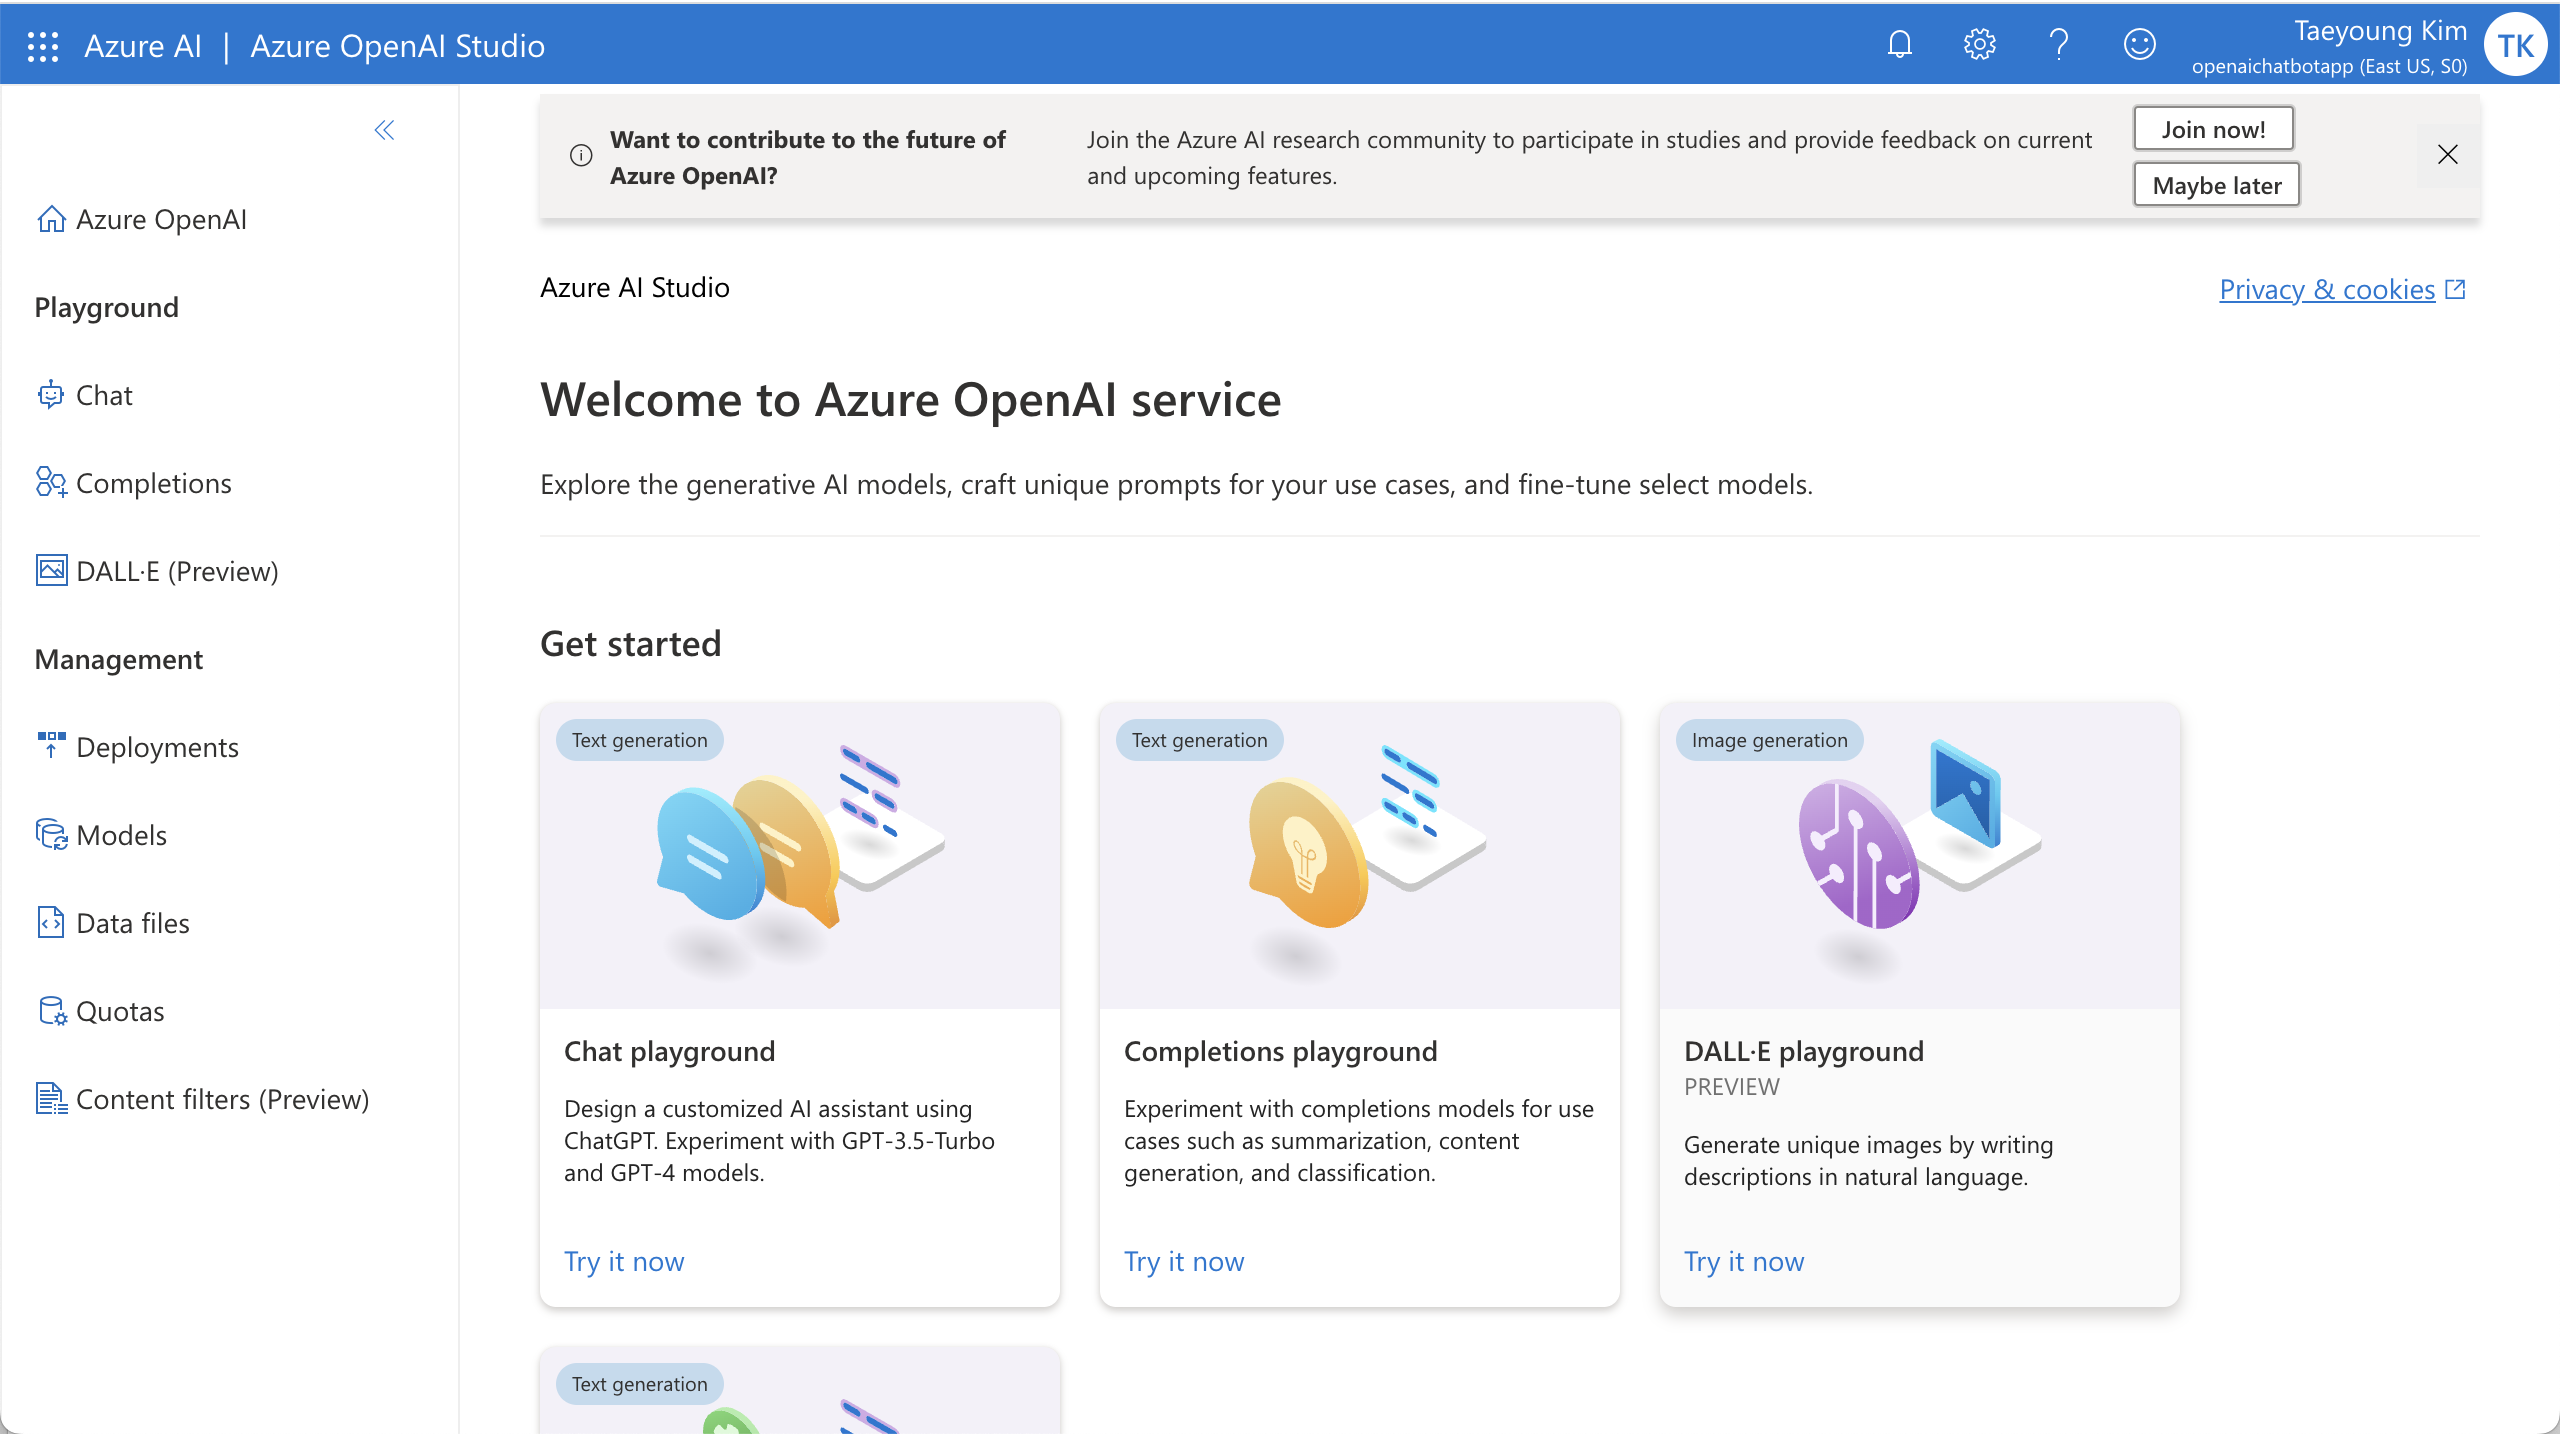 Azure AI | Azure OpenAI Studio
Taeyoung Kim
openaichatbotapp (East US, S0)
TK
Want to contribute to the future of
Azure OpenAI?
Join the Azure AI research community to participate in studies and provide feedback on current
and upcoming features.
Join now!
Maybe later
Azure OpenAI
Playground
Chat
Completions
DALL·E (Preview)
Management
Deployments
Models
Data files
Quotas
Content filters (Preview)
Azure AI Studio
Privacy & cookies
Welcome to Azure OpenAI service
Explore the generative AI models, craft unique prompts for your use cases, and fine-tune select models.
Get started
Text generation
Chat playground
Design a customized AI assistant using
ChatGPT. Experiment with GPT-3.5-Turbo
and GPT-4 models.
Try it now
Text generation
Completions playground
Experiment with completions models for use
cases such as summarization, content
generation, and classification.
Try it now
Image generation
DALL·E playground
PREVIEW
Generate unique images by writing
descriptions in natural language.
Try it now
Text generation